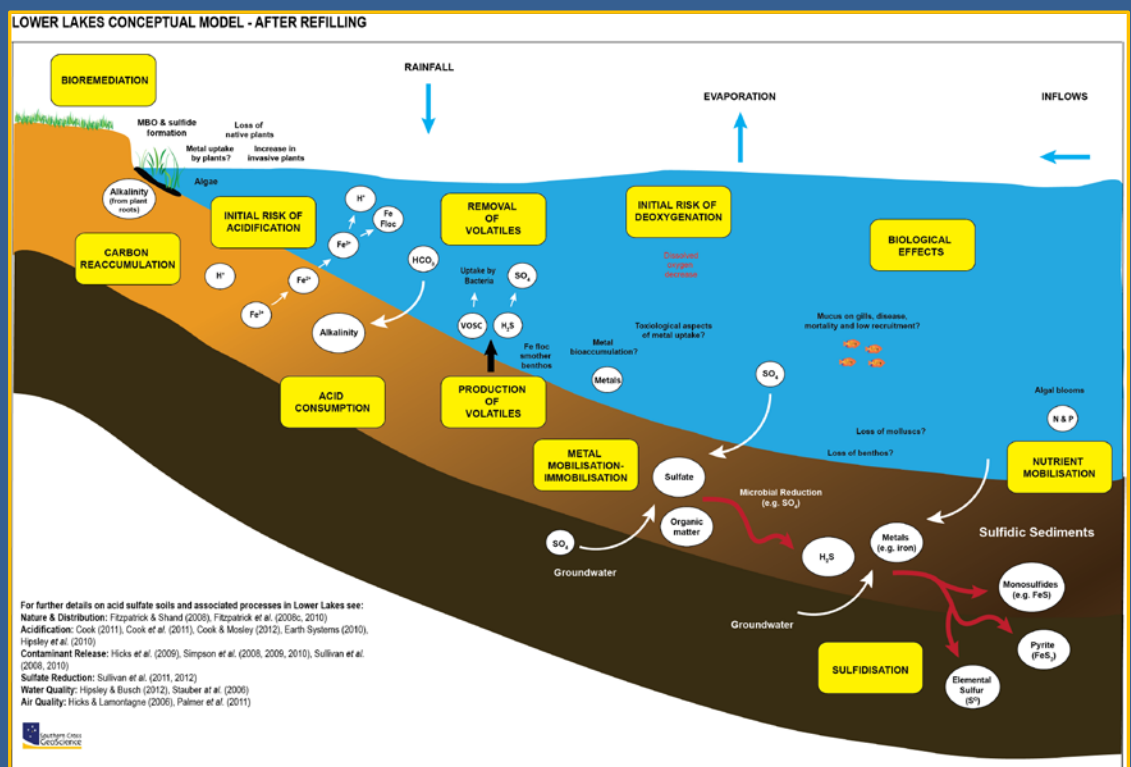 LOWER LAKES CONCEPTUAL MODEL - AFTER REFILLING
BIOREMEDIATION
RAINFALL
EVAPORATION
INFLOWS
MBO & sulfide
formation
Loss of
native plants
Metal uptake
by plants?
Increase in
invasive plants
Algae
Alkalinity
(from plant
roots)
INITIAL RISK OF
ACIDIFICATION
H⁺
Fe
Floc
Fe³⁺
REMOVAL
OF
VOLATILES
INITIAL RISK OF
DEOXYGENATION
BIOLOGICAL
EFFECTS
CARBON
REACCUMULATION
H⁺
Fe²⁺
Fe²⁺
HCO₃
Uptake by
Bacteria
SO₄
Dissolved
oxygen
decrease
Alkalinity
VOSC
H₂S
Fe floc
smother
benthos
Metal
bioaccumulation?
Metals
Toxiological aspects
of metal uptake?
Mucus on gills, disease,
mortality and low recruitment?
SO₄
Algal blooms
N & P
ACID
CONSUMPTION
PRODUCTION
OF
VOLATILES
Loss of molluscs?
Loss of benthos?
METAL
MOBILISATION-
IMMOBILISATION
NUTRIENT
MOBILISATION
Sulfate
Microbial Reduction
(e.g. SO₄)
Organic
matter
SO₄
Groundwater
H₂S
Metals
(e.g. iron)
Sulfidic Sediments
Groundwater
Monosulfides
(e.g. FeS)
Pyrite
(FeS₂)
SULFIDISATION
Elemental
Sulfur
(S⁰)
For further details on acid sulfate soils and associated processes in Lower Lakes see:
Nature & Distribution: Fitzpatrick & Shand (2008), Fitzpatrick et al. (2008c, 2010)
Acidification: Cook (2011), Cook et al. (2011), Cook & Mosley (2012), Earth Systems (2010),
Hipsley et al. (2010)
Contaminant Release: Hicks et al. (2009), Simpson et al. (2008, 2009, 2010), Sullivan et al.
(2008, 2010)
Sulfate Reduction: Sullivan et al. (2011, 2012)
Water Quality: Hipsley & Busch (2012), Stauber at al. (2006)
Air Quality: Hicks & Lamontagne (2006), Palmer et al. (2011)
Southern Cross
GeoScience